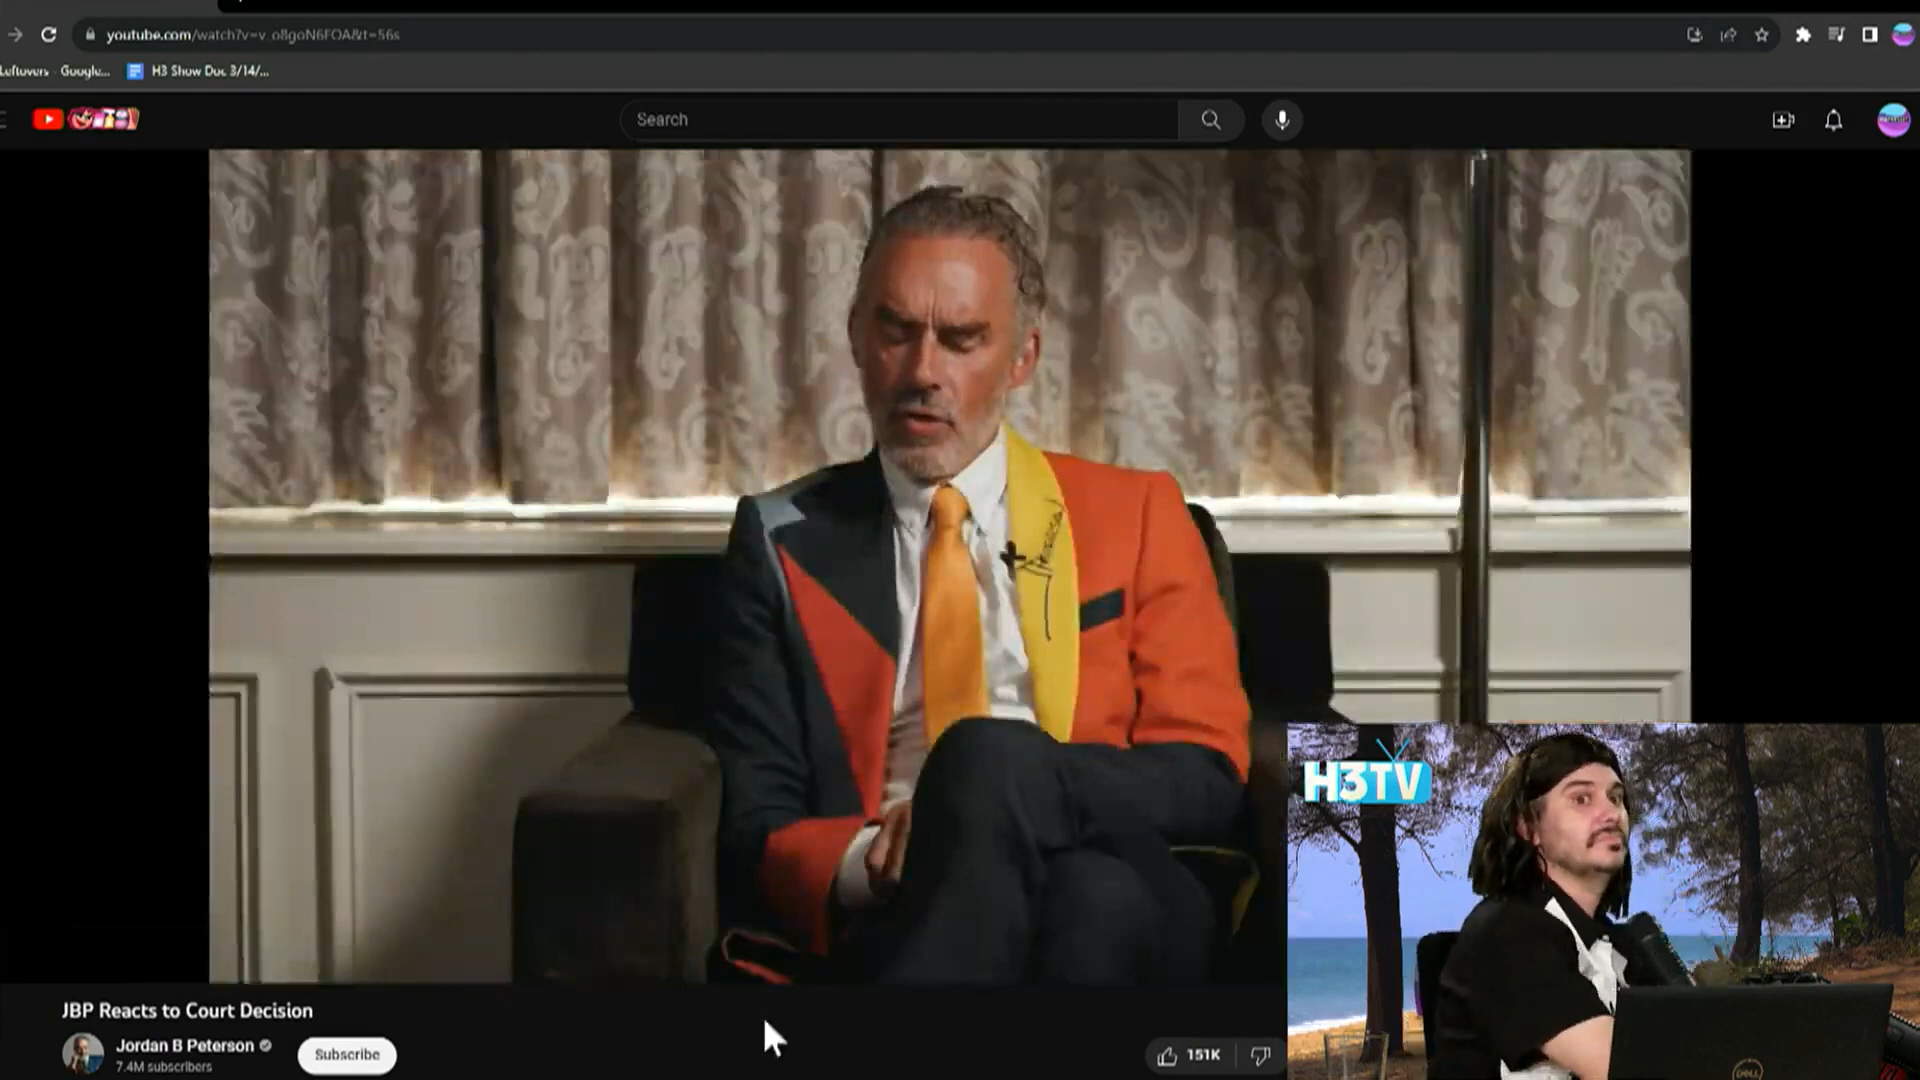 youtube.com/watch?v=v_o8goN6FOA&t=56s
Leftovers - Google...
H3 Show Doc 3/14/...
Search
H3TV
JBP Reacts to Court Decision
Jordan B Peterson
7.4M subscribers
Subscribe
151K
DELL